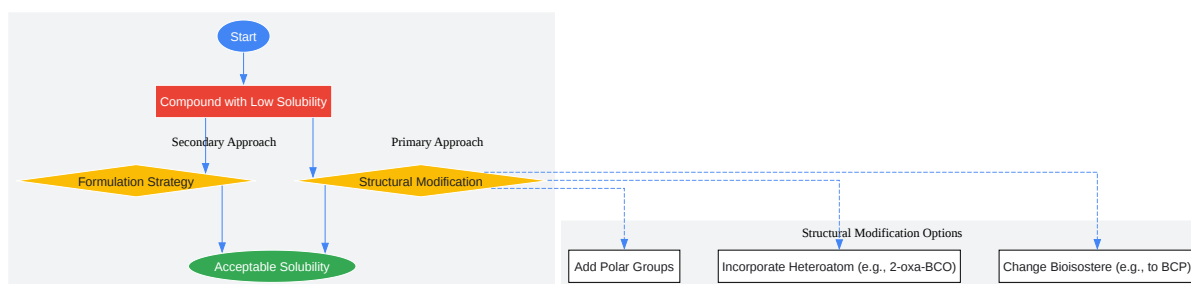 Start
Compound with Low Solubility
Secondary Approach
Primary Approach
Formulation Strategy
Structural Modification
Acceptable Solubility
Structural Modification Options
Add Polar Groups
Incorporate Heteroatom (e.g., 2-oxa-BCO)
Change Bioisostere (e.g., to BCP)